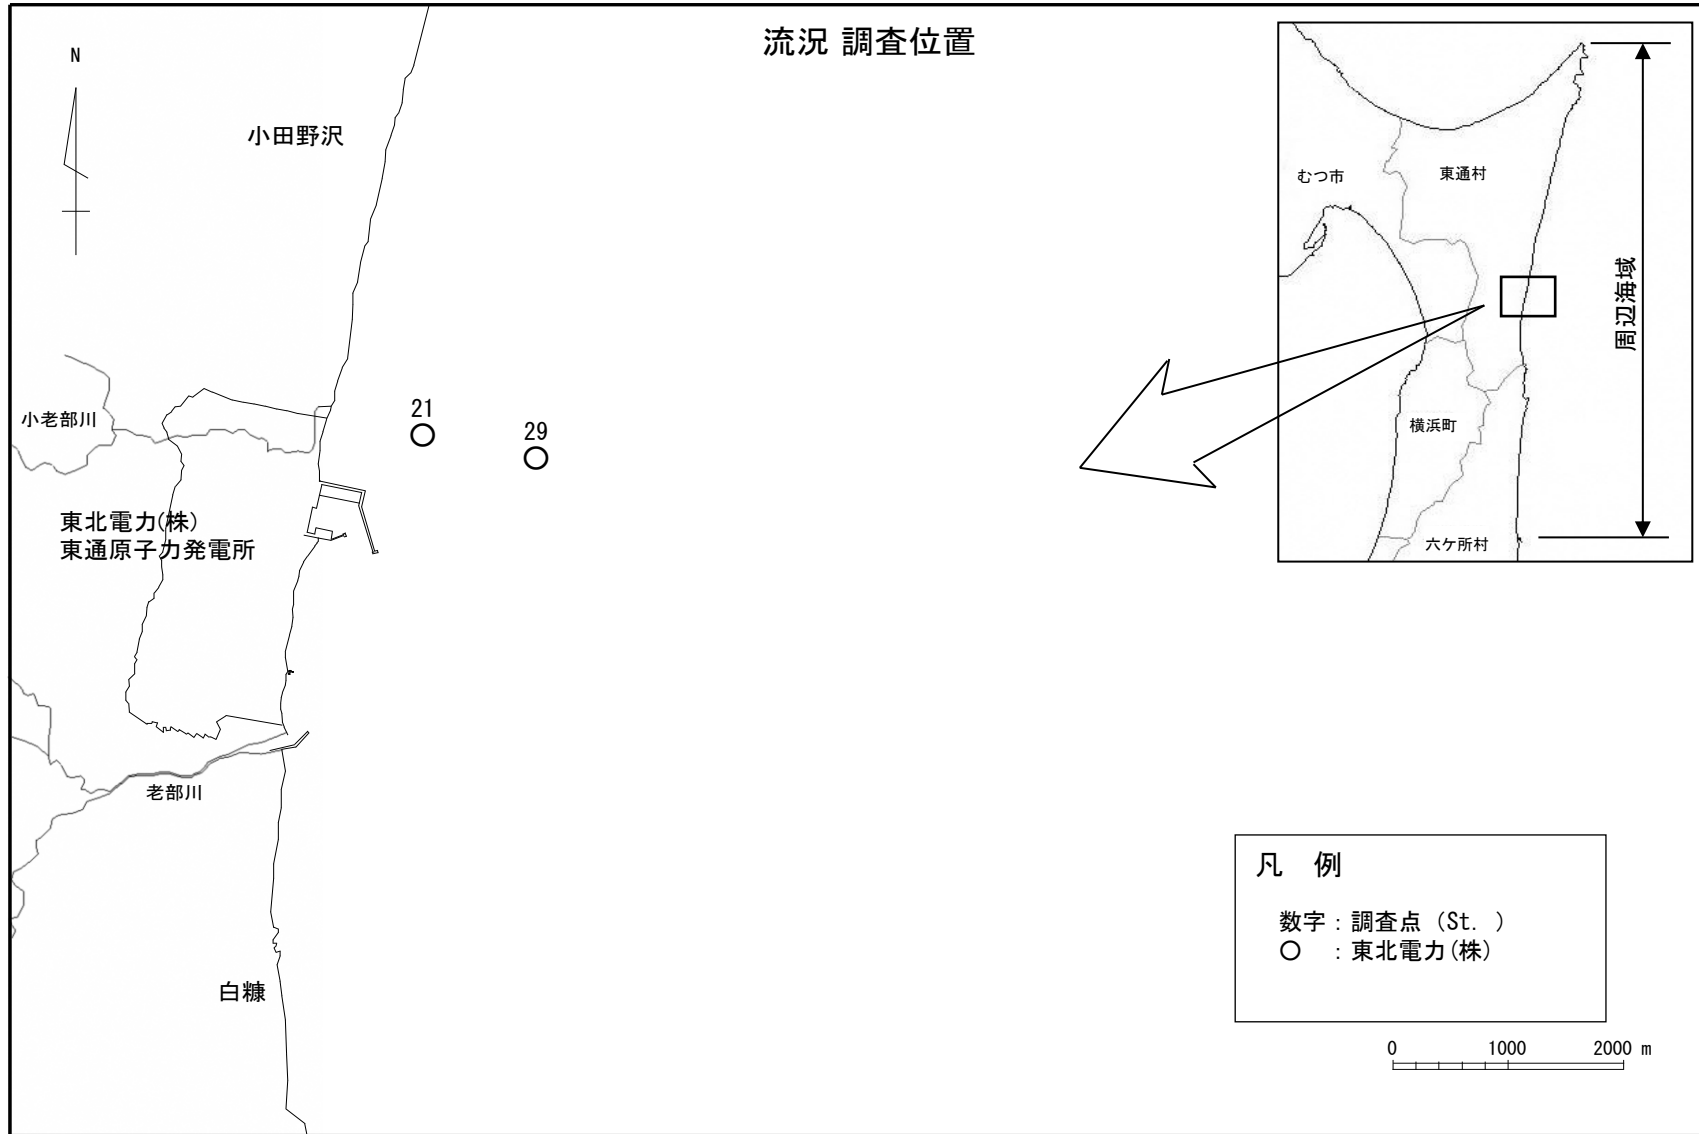 流況 調査位置
N
小田野沢
むつ市
東通村
周辺海域
小老部川
21
29
横浜町
東北電力(株)
東通原子力発電所
六ケ所村
老部川
凡 例
数字：調査点（St. ）
○ ：東北電力(株)
白糠
0 1000 2000 m